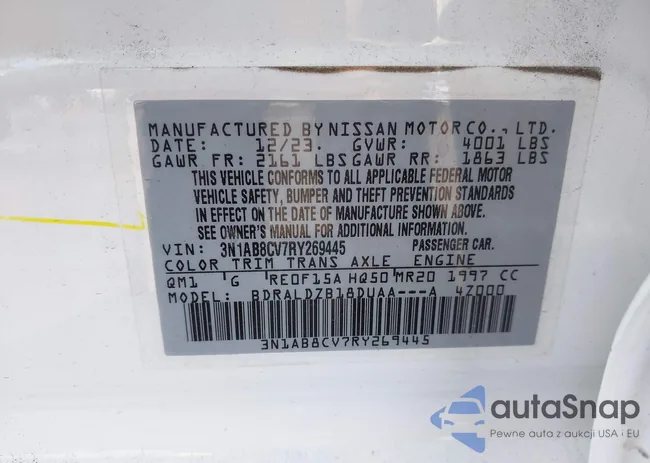 MANUFACTURED BY NISSAN MOTOR CO., LTD.
DATE: 12/23. GVWR: 4001 LBS
GAWR FR: 2161 LBS GAWR RR: 1863 LBS
THIS VEHICLE CONFORMS TO ALL APPLICABLE FEDERAL MOTOR
VEHICLE SAFETY, BUMPER AND THEFT PREVENTION STANDARDS
IN EFFECT ON THE DATE OF MANUFACTURE SHOWN ABOVE.
SEE OWNER'S MANUAL FOR ADDITIONAL INFORMATION.
VIN: 3N1AB8CV7RY269445 PASSENGER CAR.
COLOR TRIM TRANS AXLE ENGINE
QM1 G RE0F15A HQ50 MR20 1997 CC
MODEL: BDRALDZB18DUAA---A 4Z000
3N1AB8CV7RY269445
autaSnap
Pewne auta z aukcji USA i EU